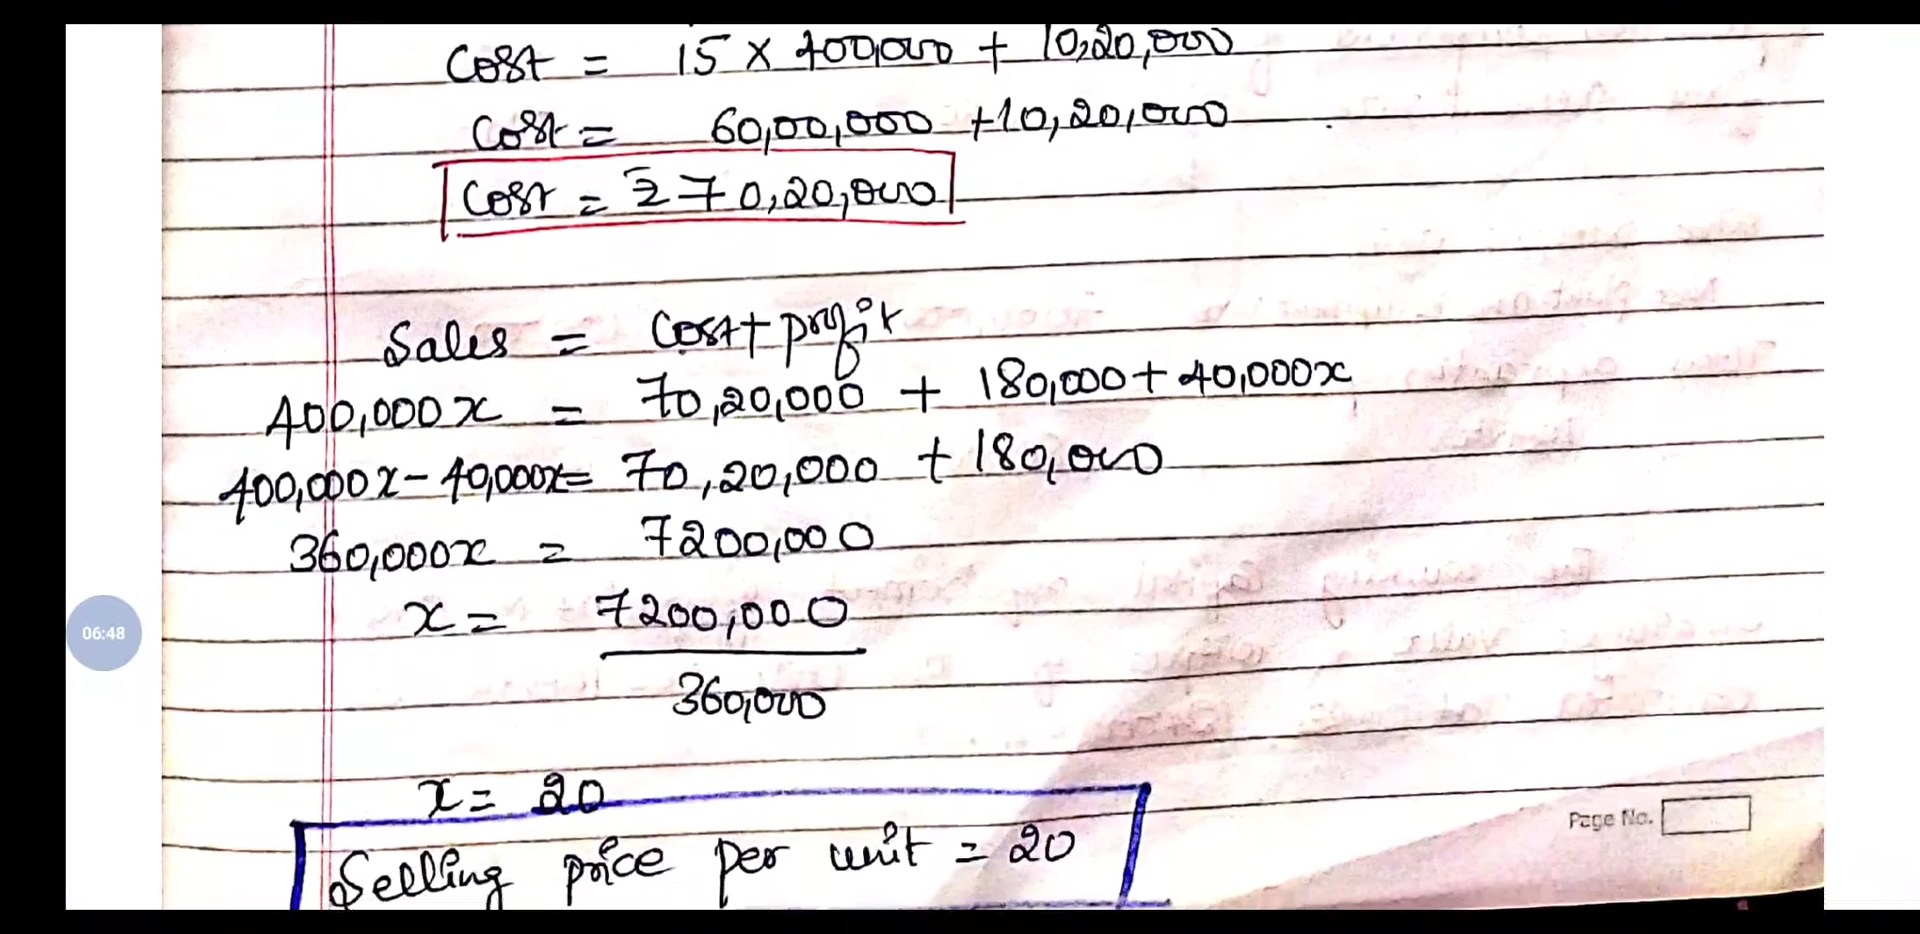 Cost = 15 × 400,000 + 10,20,000
Cost = 60,00,000 + 10,20,000
Cost = ₹ 70,20,000
Sales = Cost + profit
400,000x = 70,20,000 + 180,000 + 40,000x
400,000x - 40,000x = 70,20,000 + 180,000
360,000x = 7200,000
x = 7200,000
360,000
06:48
x = 20
Page No.
Selling price per unit = 20